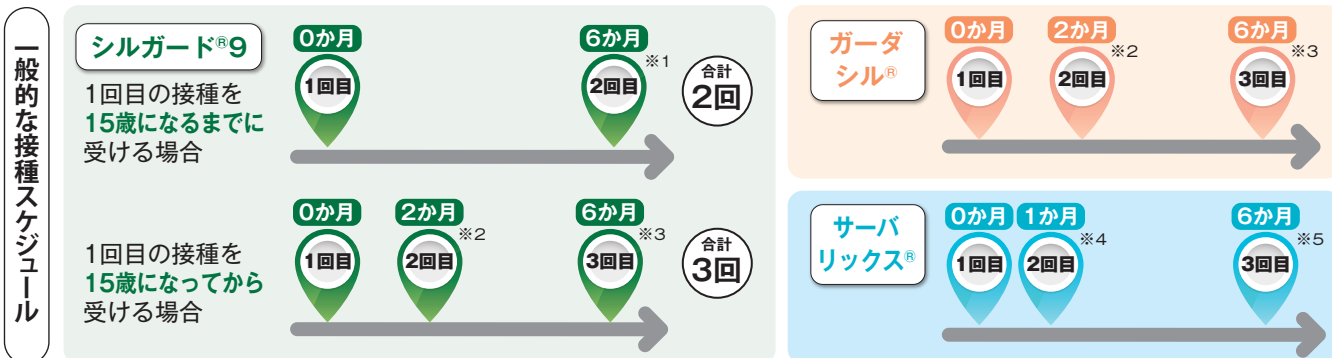 一般的な接種スケジュール
シルガード®9
1回目の接種を
15歳になるまでに
受ける場合
0か月
6か月
1回目
2回目
※1
合計
2回
1回目の接種を
15歳になってから
受ける場合
0か月
2か月
6か月
1回目
2回目
※2
3回目
※3
合計
3回
ガーダ
シル®
0か月
2か月
6か月
1回目
2回目
※2
3回目
※3
サーバ
リックス®
0か月
1か月
6か月
1回目
2回目
※4
3回目
※5